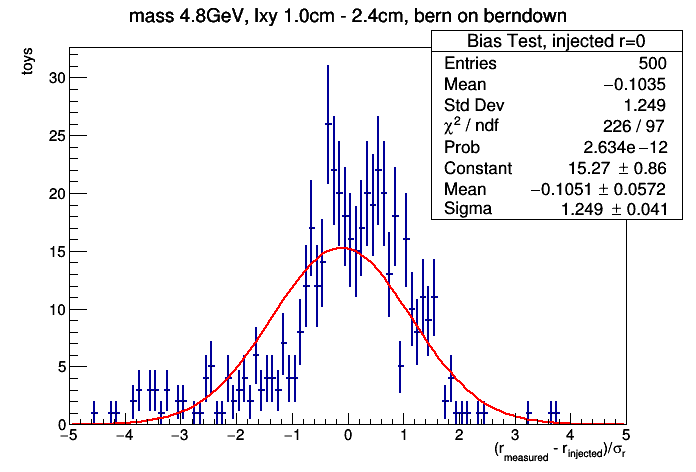 mass 4.8GeV, lxy 1.0cm - 2.4cm, bern on berndown
Bias Test, injected r=0
Entries 500
Mean −0.1035
Std Dev 1.249
χ² / ndf 226 / 97
Prob 2.634e−12
Constant 15.27 ± 0.86
Mean −0.1051 ± 0.0572
Sigma 1.249 ± 0.041
toys
30
25
20
15
10
5
0
−5 −4 −3 −2 −1 0 1 2 3 4 5
(r_measured - r_injected)/σ_r